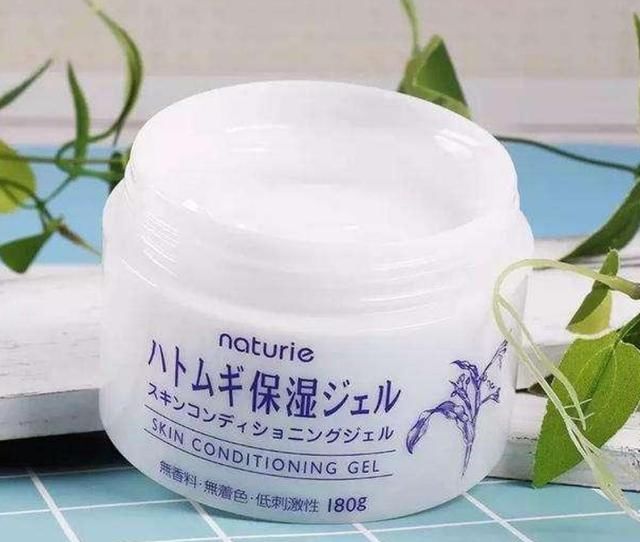 naturie
ハトムギ保湿ジェル
スキンコンディショニングジェル
SKIN CONDITIONING GEL
無香料・無着色・低刺激性 180g